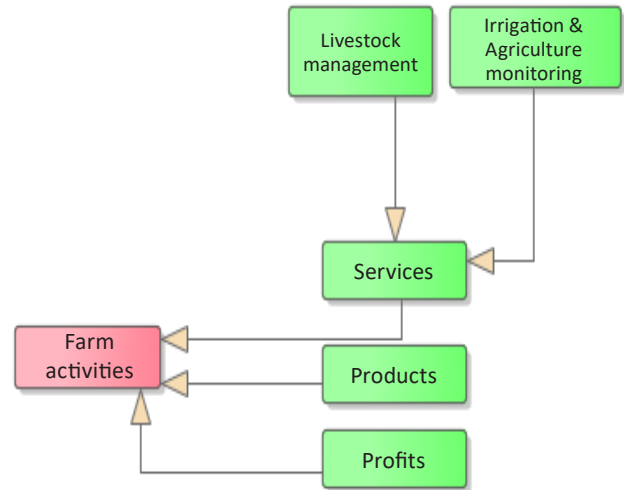 Livestock
management
Irrigation &
Agriculture
monitoring
Services
Farm
activities
Products
Profits